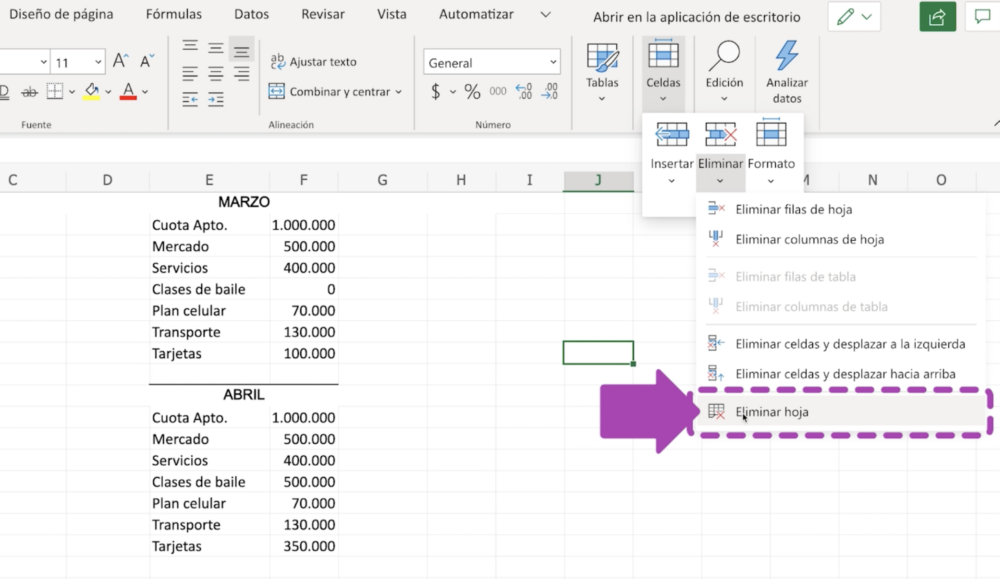 Diseño de página Fórmulas Datos Revisar Vista Automatizar Abrir en la aplicación de escritorio
11 A A
ab Ajustar texto
General
Tablas Celdas Edición Analizar datos
ab A
Combinar y centrar
$ % 000 ,00 ,00
Fuente Alineación Número
Insertar Eliminar Formato
C D E F G H I J M N O
Eliminar filas de hoja
Eliminar columnas de hoja
Eliminar filas de tabla
Eliminar columnas de tabla
Eliminar celdas y desplazar a la izquierda
Eliminar celdas y desplazar hacia arriba
Eliminar hoja
MARZO
Cuota Apto. 1.000.000
Mercado 500.000
Servicios 400.000
Clases de baile 0
Plan celular 70.000
Transporte 130.000
Tarjetas 100.000
ABRIL
Cuota Apto. 1.000.000
Mercado 500.000
Servicios 400.000
Clases de baile 500.000
Plan celular 70.000
Transporte 130.000
Tarjetas 350.000